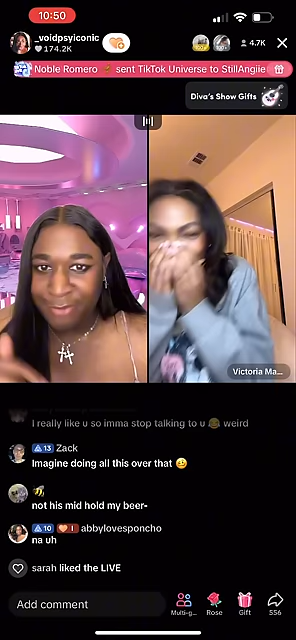 10:50
_voidpsyiconic
174.2K
4.7K
Noble Romero sent TikTok Universe to StillAngiie
Diva's Show Gifts
Victoria Ma...
I really like u so imma stop talking to u 😂 weird
13 Zack
Imagine doing all this over that 😆
🐝
not his mid hold my beer-
10 I abbylovesponcho
na uh
sarah liked the LIVE
Add comment
Multi-g...
Rose
Gift
556